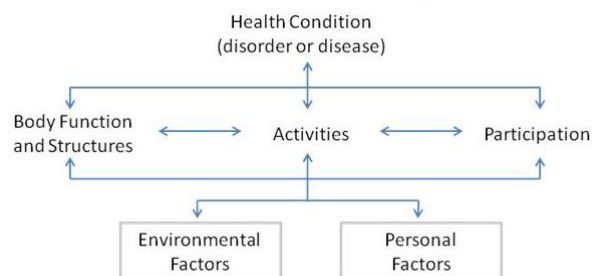 Health Condition
(disorder or disease)
Body Function
and Structures
Activities
Participation
Environmental
Factors
Personal
Factors